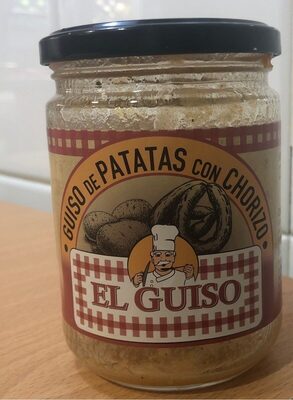 • GUISO DE PATATAS CON CHORIZO •
EL GUISO